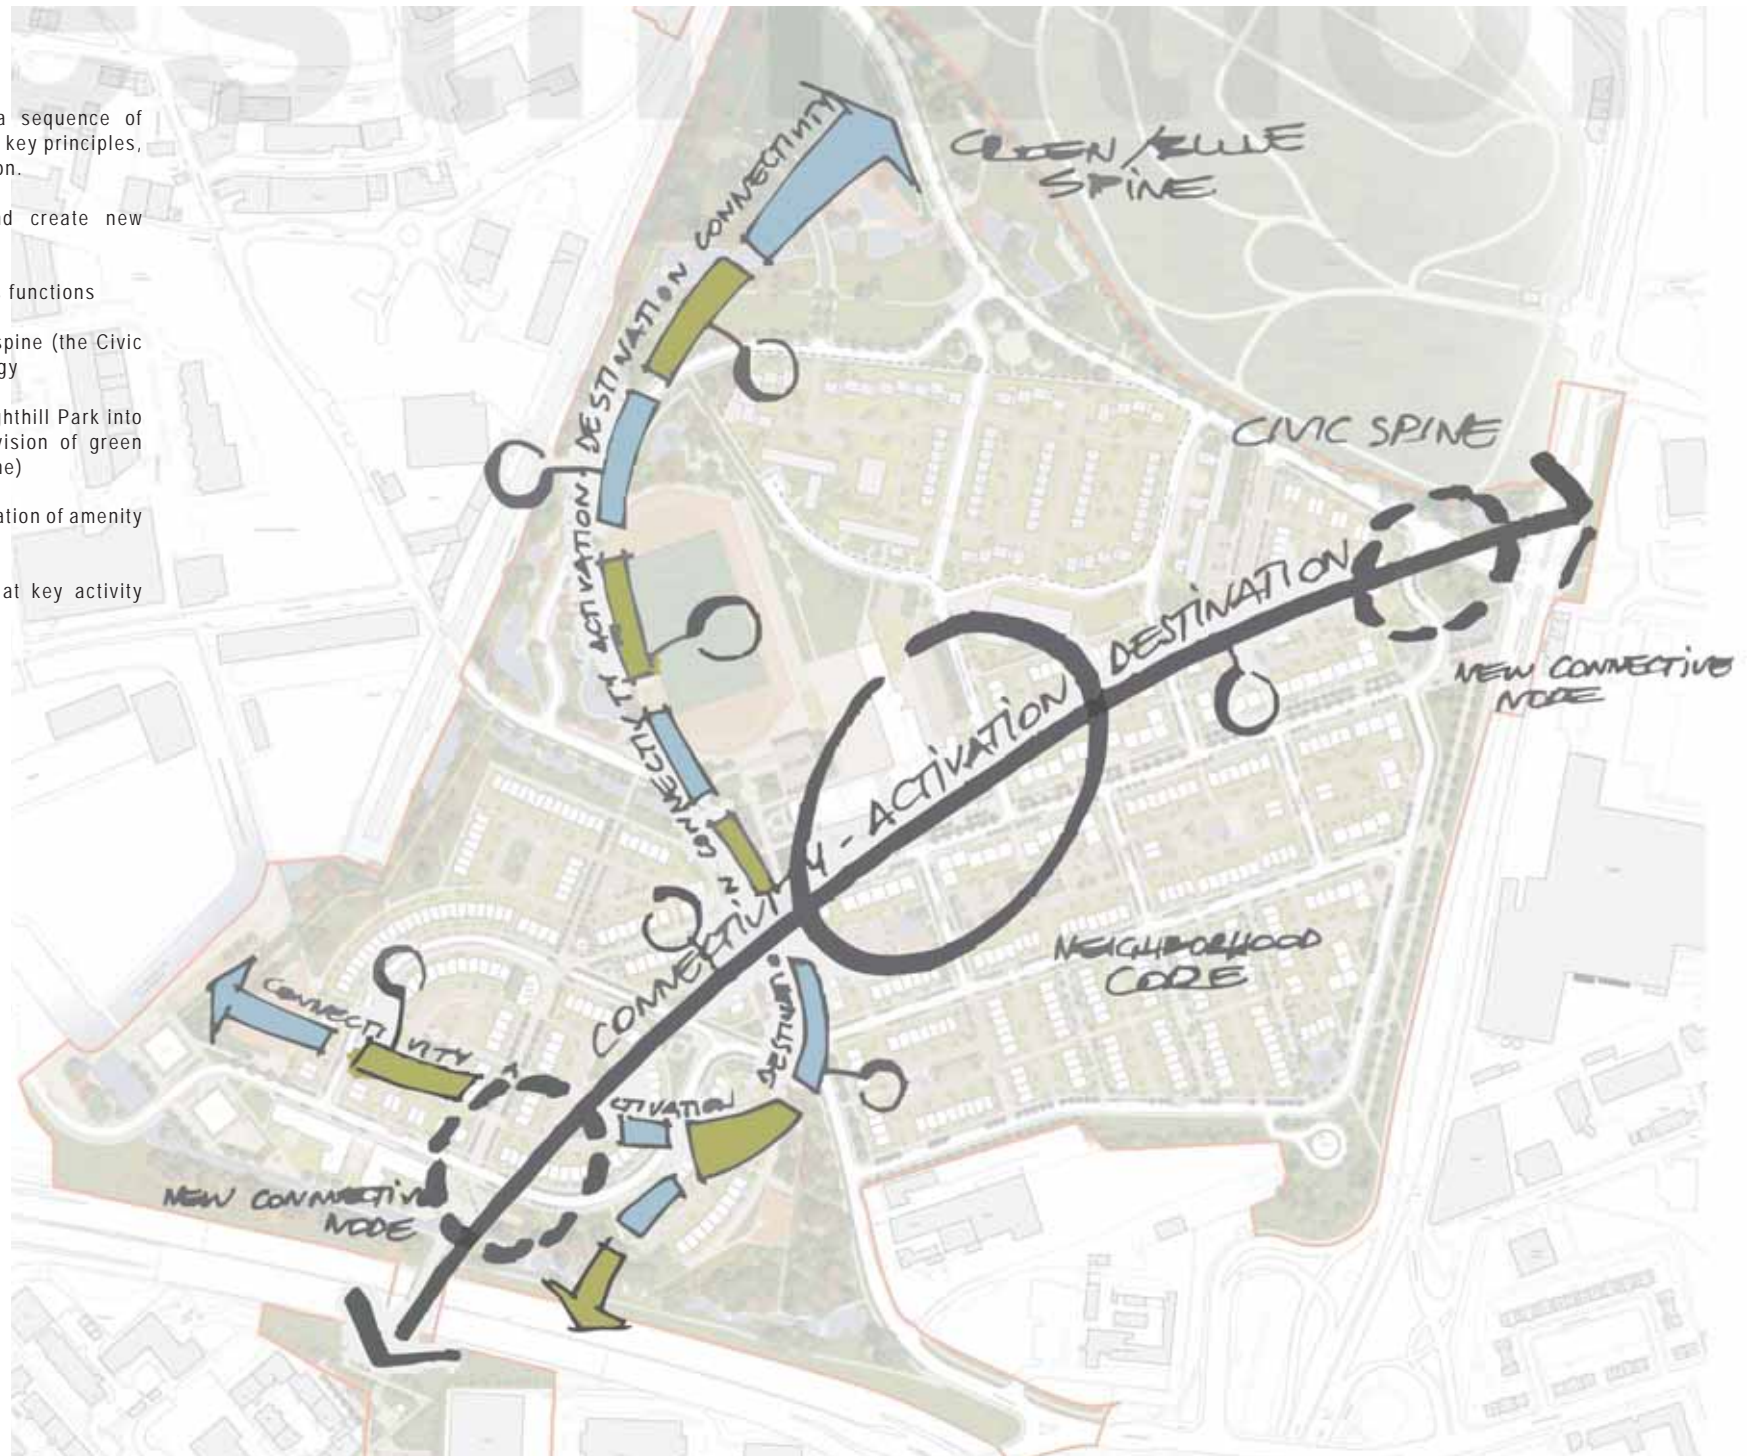 a sequence of
key principles,
on.
nd create new
functions
spine (the Civic
gy
ghthill Park into
vision of green
ne)
ation of amenity
at key activity
GREEN/BLUE
SPINE
CONNECTIVITY
DESTINATION
ACTIVATION
CONNECTIVITY
CIVIC SPINE
NEW CONNECTIVE
NODE
CONNECTIVITY - ACTIVATION DESTINATION
NEIGHBORHOOD
CORE
DESTINATION
ACTIVATION
CONNECTIVITY
NEW CONNECTIVE
NODE